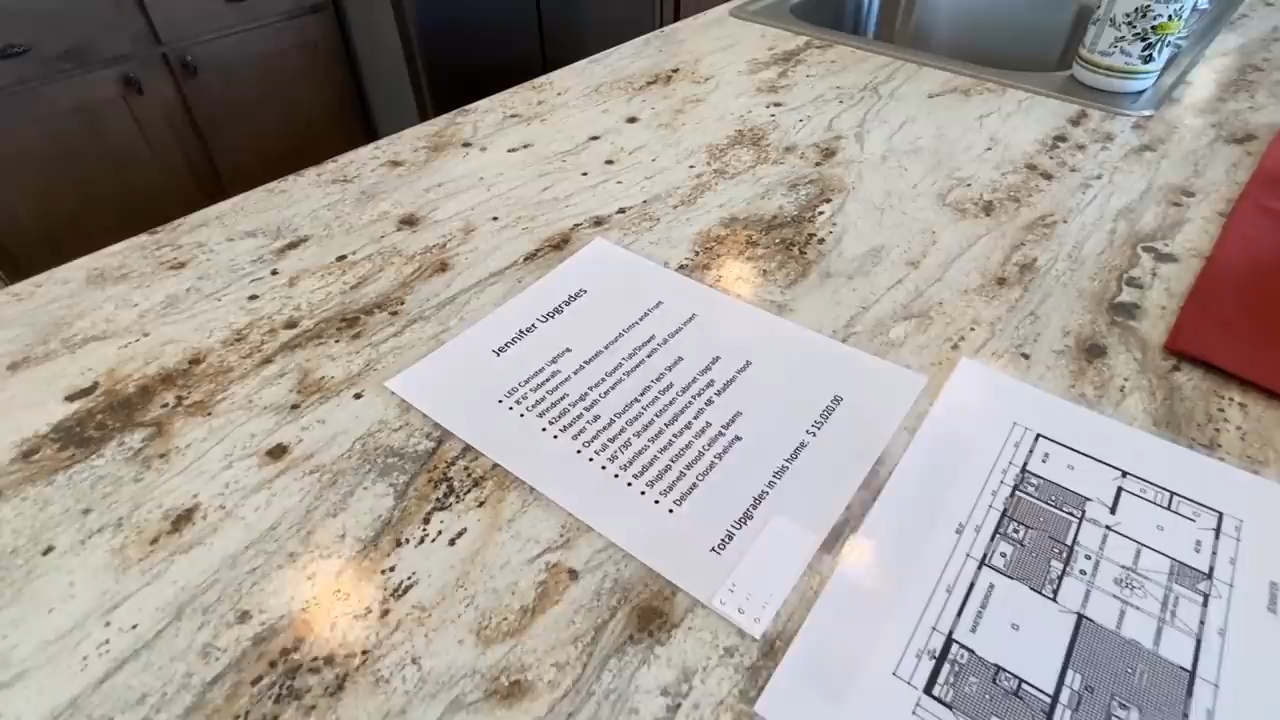 Jennifer Upgrades
• LED Canister Lighting
• 8'6" Sidewalls
• Cedar Dormer and Bezels around Entry and Front
Windows
• 42x60 Single Piece Guest Tub/Shower
• Master Bath Ceramic Shower with Full Glass Insert
over Tub
• Overhead Ducting with Tech Shield
• Full Bevel Glass Front Door
• 36"/30" Shaker Kitchen Cabinet Upgrade
• Stainless Steel Appliance Package
• Radiant Heat Range with 48" Madden Hood
• Shiplap Kitchen Island
• Stained Wood Ceiling Beams
• Deluxe Closet Shelving
Total Upgrades in this home: $15,020.00
MASTER BEDROOM